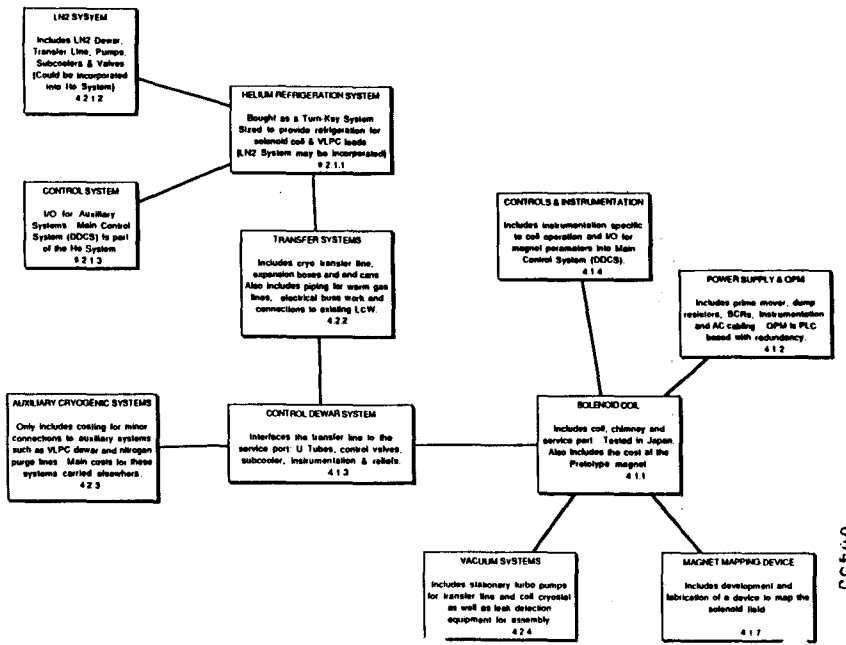 LN2 SYSYEM
Includes LN2 Dewar,
Transfer Line, Pumps,
Subcoolers & Valves
(Could be incorporated
into He System)
4.2.1.2
HELIUM REFRIGERATION SYSTEM
Bought as a Turn-Key System
Sized to provide refrigeration for
solenoid coil & VLPC loads
(LN2 System may be incorporated)
9.2.1.1
CONTROL SYSTEM
I/O for Auxiliary
Systems Main Control
System (DDCS) is part
of the He System
9.2.1.3
TRANSFER SYSTEMS
Includes cryo transfer line,
expansion boxes and end cans
Also includes piping for warm gas
lines, electrical buss work and
connections to existing LCW.
4.2.2
CONTROLS & INSTRUMENTATION
Includes instrumentation specific
to coil operation and I/O for
magnet parameters into Main
Control System (DDCS).
4.1.4
POWER SUPPLY & QPM
Includes prime mover, dump
resistors, SCRs, instrumentation
and AC cabling QPM is PLC
based with redundancy.
4.1.2
AUXILIARY CRYOGENIC SYSTEMS
Only includes costing for minor
connections to auxiliary systems
such as VLPC dewar and nitrogen
purge lines Main costs for these
systems carried elsewhere.
4.2.3
CONTROL DEWAR SYSTEM
Interfaces the transfer line to the
service port: U Tubes, control valves,
subcooler, instrumentation & reliefs.
4.1.3
SOLENOID COIL
Includes coil, chimney and
service port Tested in Japan.
Also includes the cost of the
Prototype magnet
4.1.1
VACUUM SYSTEMS
Includes stationary turbo pumps
for transfer line and coil cryostat
as well as leak detection
equipment for assembly
4.2.4
MAGNET MAPPING DEVICE
Includes development and
fabrication of a device to map the
solenoid field
4.1.7